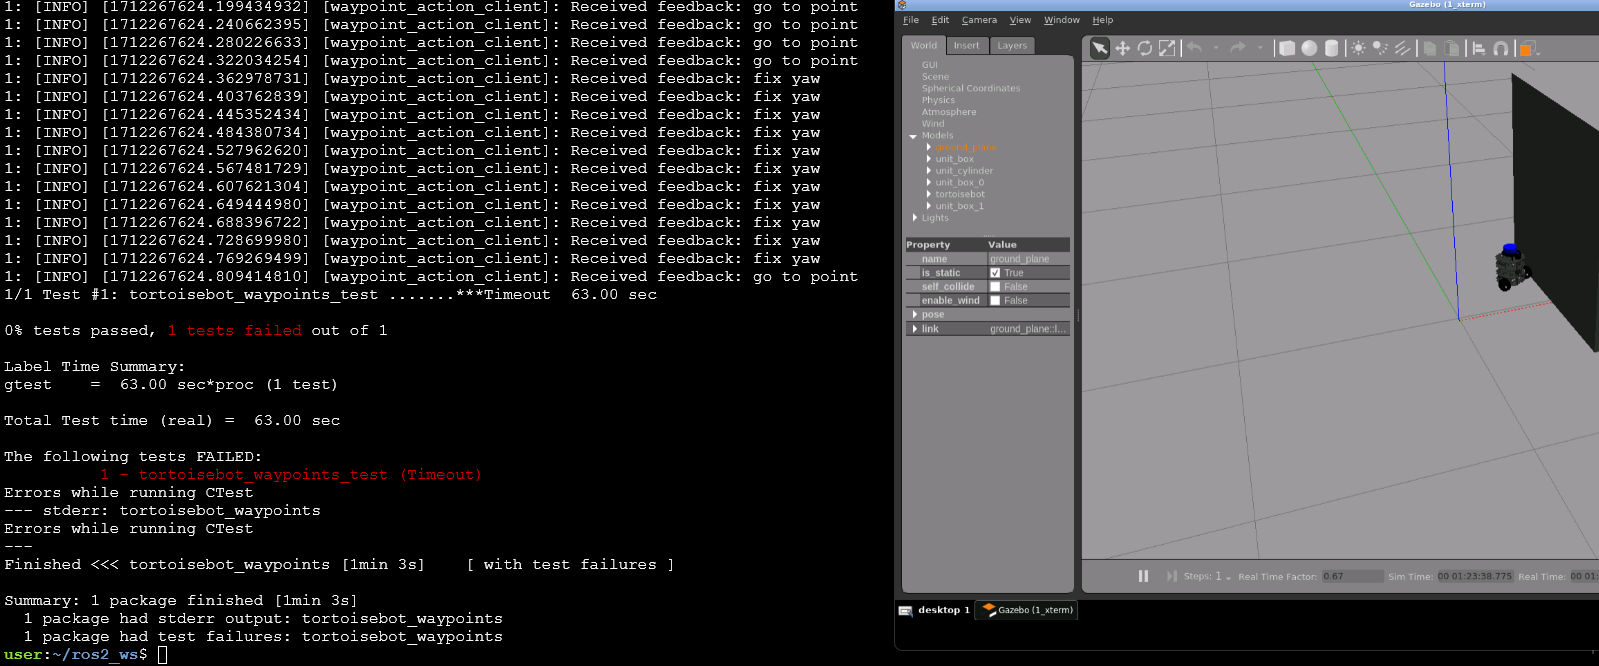 1: [INFO] [1712267624.199434932] [waypoint_action_client]: Received feedback: go to point
1: [INFO] [1712267624.240662395] [waypoint_action_client]: Received feedback: go to point
1: [INFO] [1712267624.280226633] [waypoint_action_client]: Received feedback: go to point
1: [INFO] [1712267624.322034254] [waypoint_action_client]: Received feedback: go to point
1: [INFO] [1712267624.362978731] [waypoint_action_client]: Received feedback: fix yaw
1: [INFO] [1712267624.403762839] [waypoint_action_client]: Received feedback: fix yaw
1: [INFO] [1712267624.445352434] [waypoint_action_client]: Received feedback: fix yaw
1: [INFO] [1712267624.484380734] [waypoint_action_client]: Received feedback: fix yaw
1: [INFO] [1712267624.527962620] [waypoint_action_client]: Received feedback: fix yaw
1: [INFO] [1712267624.567481729] [waypoint_action_client]: Received feedback: fix yaw
1: [INFO] [1712267624.607621304] [waypoint_action_client]: Received feedback: fix yaw
1: [INFO] [1712267624.649444980] [waypoint_action_client]: Received feedback: fix yaw
1: [INFO] [1712267624.688396722] [waypoint_action_client]: Received feedback: fix yaw
1: [INFO] [1712267624.728699980] [waypoint_action_client]: Received feedback: fix yaw
1: [INFO] [1712267624.769269499] [waypoint_action_client]: Received feedback: fix yaw
1: [INFO] [1712267624.809414810] [waypoint_action_client]: Received feedback: go to point
1/1 Test #1: tortoisebot_waypoints_test .......***Timeout  63.00 sec
0% tests passed, 1 tests failed out of 1
Label Time Summary:
gtest    =  63.00 sec*proc (1 test)
Total Test time (real) =  63.00 sec
The following tests FAILED:
1 - tortoisebot_waypoints_test (Timeout)
Errors while running CTest
--- stderr: tortoisebot_waypoints
Errors while running CTest
---
Finished <<< tortoisebot_waypoints [1min 3s]    [ with test failures ]
Summary: 1 package finished [1min 3s]
1 package had stderr output: tortoisebot_waypoints
1 package had test failures: tortoisebot_waypoints
user:~/ros2_ws$
Gazebo (1_xterm)
File Edit Camera View Window Help
World Insert Layers
GUI
Scene
Spherical Coordinates
Physics
Atmosphere
Wind
Models
ground_plane
unit_box
unit_cylinder
unit_box_0
tortoisebot
unit_box_1
Lights
Property Value
name ground_plane
is_static True
self_collide False
enable_wind False
pose
link ground_plane::l...
Steps: 1 Real Time Factor: 0.67 Sim Time: 00 01:23:38.775 Real Time: 00 01:
desktop 1 Gazebo (1_xterm)